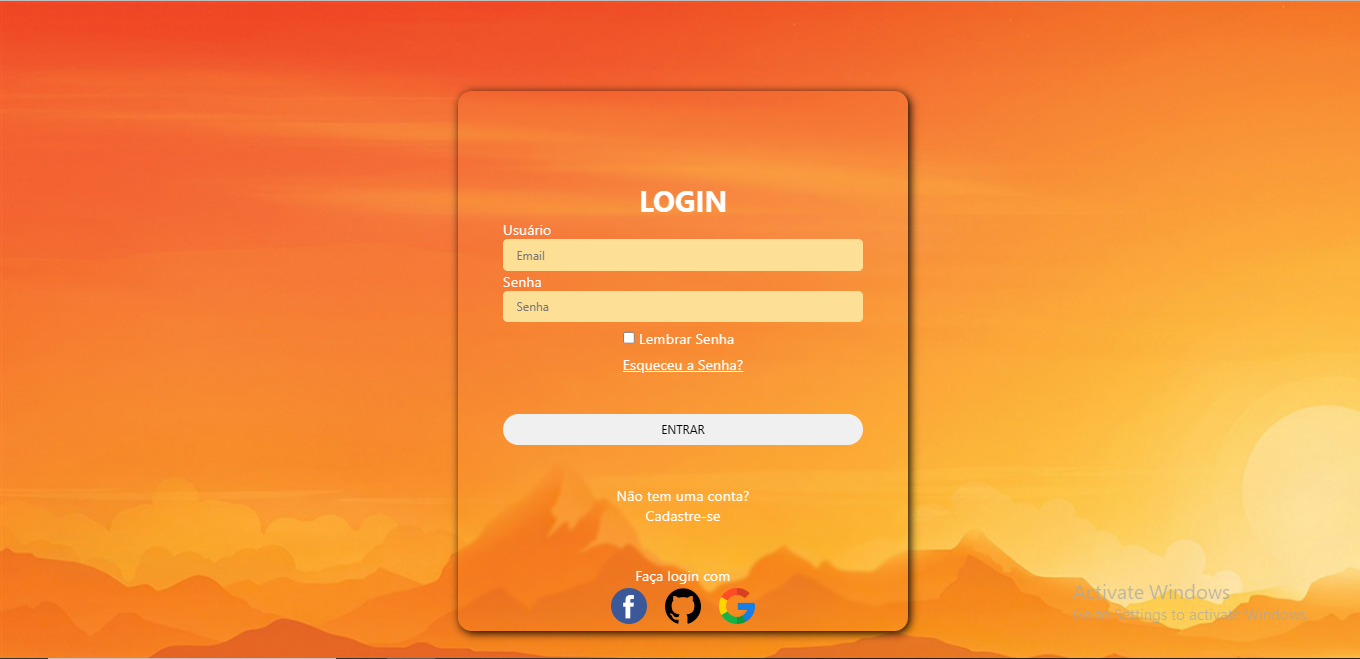 LOGIN
Usuário
Email
Senha
Senha
Lembrar Senha
Esqueceu a Senha?
ENTRAR
Não tem uma conta?
Cadastre-se
Faça login com
Activate Windows
Go to Settings to activate Windows.